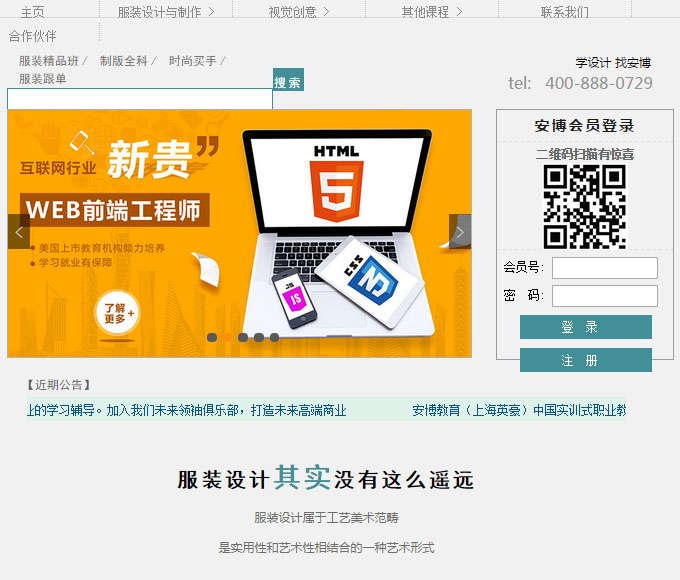 主页
服装设计与制作 >
视觉创意 >
其他课程 >
联系我们
合作伙伴
服装精品班 / 制版全科 / 时尚买手 /
服装跟单
搜 索
学设计 找安博
tel: 400-888-0729
互联网行业 新贵
WEB前端工程师
● 美国上市教育机构倾力培养
● 学习就业有保障
了解
更多 +
HTML
5
JS
JS
CSS
安博会员登录
二维码扫描有惊喜
会员号:
密 码:
登 录
注 册
【近期公告】
上的学习辅导。加入我们未来领袖俱乐部，打造未来高端商业 安博教育（上海英豪）中国实训式职业教
服装设计其实没有这么遥远
服装设计属于工艺美术范畴
是实用性和艺术性相结合的一种艺术形式